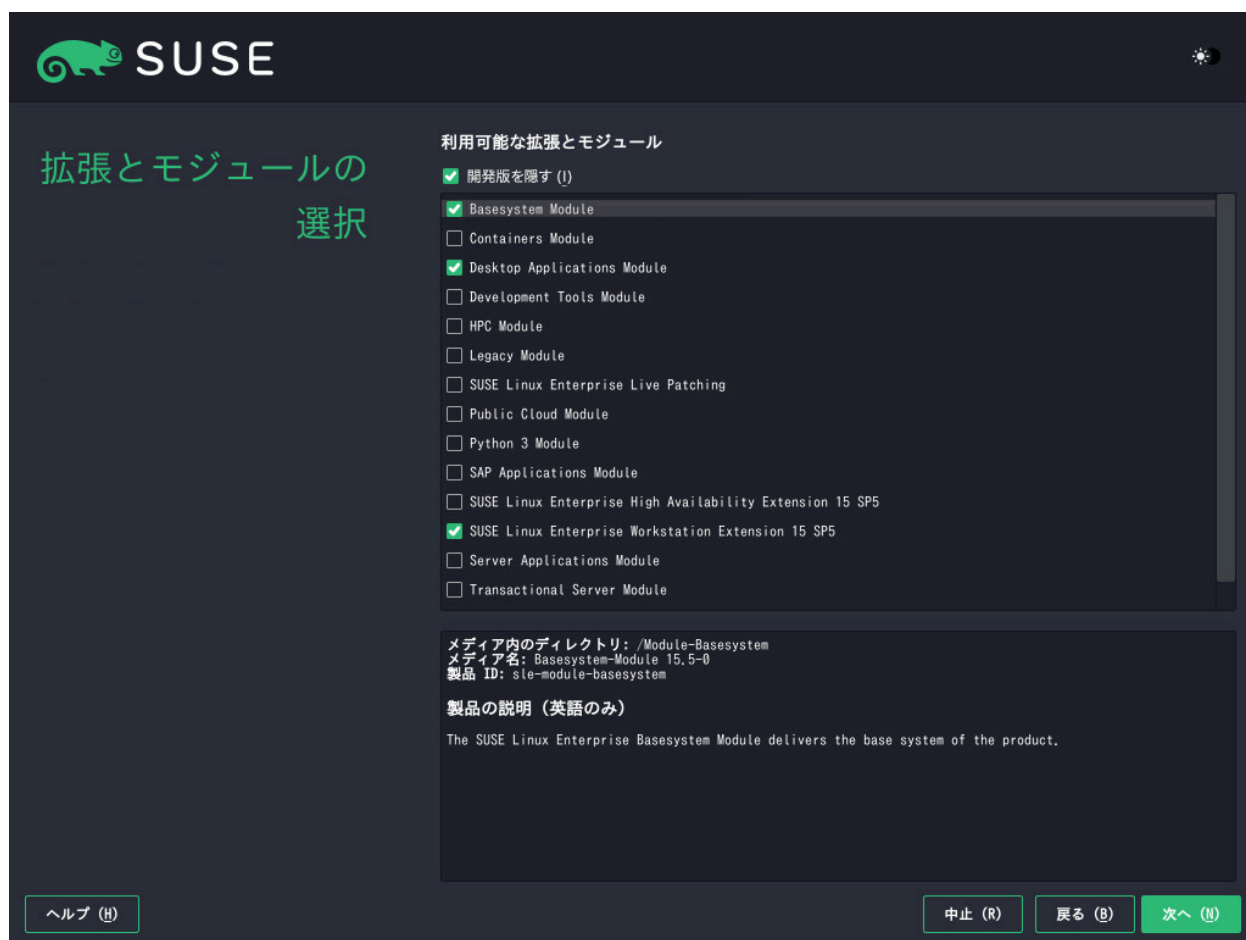 SUSE
拡張とモジュールの
選択
利用可能な拡張とモジュール
開発版を隠す (I)
Basesystem Module
Containers Module
Desktop Applications Module
Development Tools Module
HPC Module
Legacy Module
SUSE Linux Enterprise Live Patching
Public Cloud Module
Python 3 Module
SAP Applications Module
SUSE Linux Enterprise High Availability Extension 15 SP5
SUSE Linux Enterprise Workstation Extension 15 SP5
Server Applications Module
Transactional Server Module
メディア内のディレクトリ: /Module-Basesystem
メディア名: Basesystem-Module 15.5-0
製品 ID: sle-module-basesystem
製品の説明（英語のみ）
The SUSE Linux Enterprise Basesystem Module delivers the base system of the product.
ヘルプ (H)
中止 (R)
戻る (B)
次へ (N)